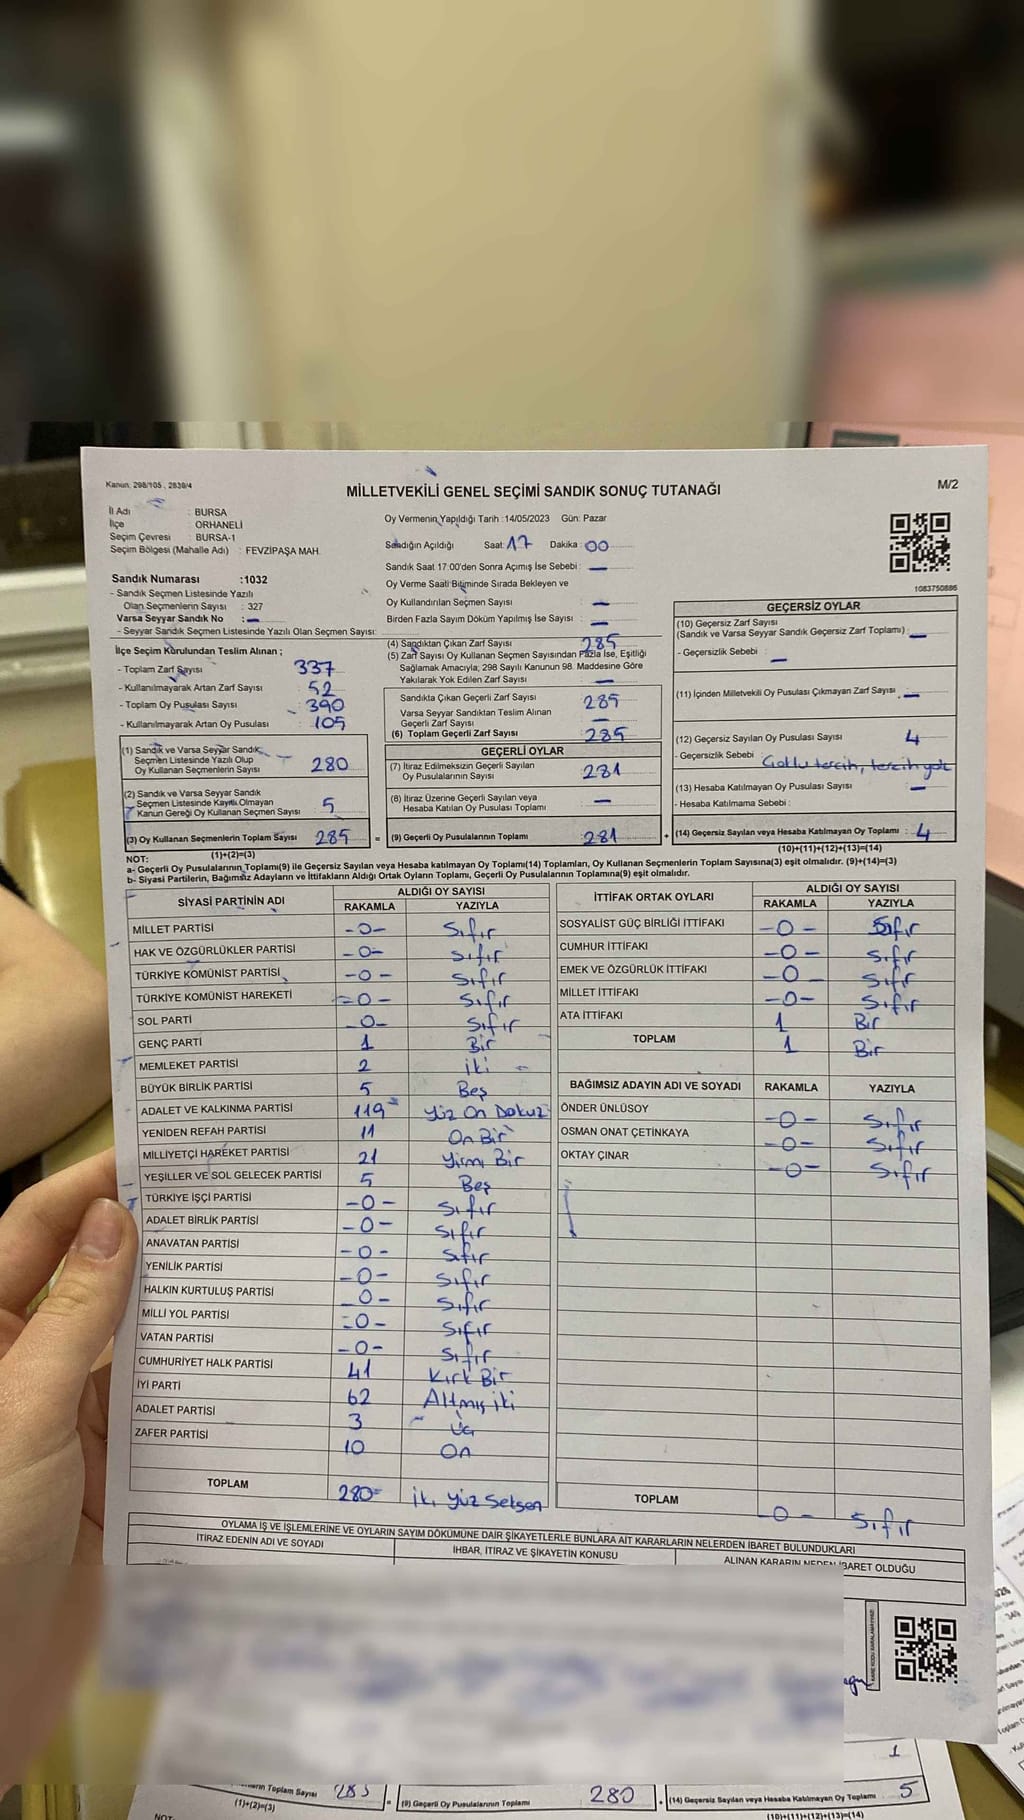 Kanun: 298/105 , 2839/4
MİLLETVEKİLİ GENEL SEÇİMİ SANDIK SONUÇ TUTANAĞI
M/2
İl Adı : BURSA
İlçe : ORHANELİ
Seçim Çevresi : BURSA-1
Seçim Bölgesi (Mahalle Adı) : FEVZİPAŞA MAH.
Oy Vermenin Yapıldığı Tarih :14/05/2023 Gün: Pazar
Sandığın Açıldığı Saat: 17 Dakika : 00
Sandık Saat 17:00'den Sonra Açımış İse Sebebi : —
Oy Verme Saati Bitiminde Sırada Bekleyen ve
Oy Kullandırılan Seçmen Sayısı : —
Birden Fazla Sayım Döküm Yapılmış İse Sayısı : —
1083750886
Sandık Numarası :1032
- Sandık Seçmen Listesinde Yazılı
Olan Seçmenlerin Sayısı : 327
Varsa Seyyar Sandık No : —
- Seyyar Sandık Seçmen Listesinde Yazılı Olan Seçmen Sayısı:
İlçe Seçim Kurulundan Teslim Alınan ;
- Toplam Zarf Sayısı 337
- Kullanılmayarak Artan Zarf Sayısı : 52
- Toplam Oy Pusulası Sayısı : 390
- Kullanılmayarak Artan Oy Pusulası : 105
(1) Sandık ve Varsa Seyyar Sandık
Seçmen Listesinde Yazılı Olup
Oy Kullanan Seçmenlerin Sayısı 280
(2) Sandık ve Varsa Seyyar Sandık
Seçmen Listesinde Kayıtlı Olmayan
Kanun Gereği Oy Kullanan Seçmen Sayısı 5
(3) Oy Kullanan Seçmenlerin Toplam Sayısı 285 =
(1)+(2)=(3)
(4) Sandıktan Çıkan Zarf Sayısı : 285
(5) Zarf Sayısı Oy Kullanan Seçmen Sayısından Fazla İse, Eşitliği
Sağlamak Amacıyla; 298 Sayılı Kanunun 98. Maddesine Göre
Yakılarak Yok Edilen Zarf Sayısı : —
Sandıkta Çıkan Geçerli Zarf Sayısı 285
Varsa Seyyar Sandıktan Teslim Alınan
Geçerli Zarf Sayısı —
(6) Toplam Geçerli Zarf Sayısı : 285
GEÇERLİ OYLAR
(7) İtiraz Edilmeksizin Geçerli Sayılan
Oy Pusulalarının Sayısı : 281
(8) İtiraz Üzerine Geçerli Sayılan veya
Hesaba Katılan Oy Pusulası Toplamı : —
(9) Geçerli Oy Pusulalarının Toplamı : 281 +
GEÇERSİZ OYLAR
(10) Geçersiz Zarf Sayısı
(Sandık ve Varsa Seyyar Sandık Geçersiz Zarf Toplamı) : —
- Geçersizlik Sebebi : —
(11) İçinden Milletvekili Oy Pusulası Çıkmayan Zarf Sayısı : —
(12) Geçersiz Sayılan Oy Pusulası Sayısı : 4
- Geçersizlik Sebebi : Çoklu tercih, tercih yok
(13) Hesaba Katılmayan Oy Pusulası Sayısı : —
- Hesaba Katılmama Sebebi :
(14) Geçersiz Sayılan veya Hesaba Katılmayan Oy Toplamı : 4
(10)+(11)+(12)+(13)=(14)
NOT:
a- Geçerli Oy Pusulalarının Toplamı(9) ile Geçersiz Sayılan veya Hesaba katılmayan Oy Toplamı(14) Toplamları, Oy Kullanan Seçmenlerin Toplam Sayısına(3) eşit olmalıdır. (9)+(14)=(3)
b- Siyasi Partilerin, Bağımsız Adayların ve İttifakların Aldığı Ortak Oyların Toplamı, Geçerli Oy Pusulalarının Toplamına(9) eşit olmalıdır.
SİYASİ PARTİNİN ADI ALDIĞI OY SAYISI
RAKAMLA YAZIYLA
MİLLET PARTİSİ -0- Sıfır
HAK VE ÖZGÜRLÜKLER PARTİSİ -0- Sıfır
TÜRKİYE KOMÜNİST PARTİSİ -0- Sıfır
TÜRKİYE KOMÜNİST HAREKETİ -0- Sıfır
SOL PARTİ -0- Sıfır
GENÇ PARTİ 1 Bir
MEMLEKET PARTİSİ 2 İki
BÜYÜK BİRLİK PARTİSİ 5 Beş
ADALET VE KALKINMA PARTİSİ 119 Yüz On Dokuz
YENİDEN REFAH PARTİSİ 11 On Bir
MİLLİYETÇİ HAREKET PARTİSİ 21 Yirmi Bir
YEŞİLLER VE SOL GELECEK PARTİSİ 5 Beş
TÜRKİYE İŞÇİ PARTİSİ -0- Sıfır
ADALET BİRLİK PARTİSİ -0- Sıfır
ANAVATAN PARTİSİ -0- Sıfır
YENİLİK PARTİSİ -0- Sıfır
HALKIN KURTULUŞ PARTİSİ -0- Sıfır
MİLLİ YOL PARTİSİ -0- Sıfır
VATAN PARTİSİ -0- Sıfır
CUMHURİYET HALK PARTİSİ 41 Kırk Bir
İYİ PARTİ 62 Altmış iki
ADALET PARTİSİ 3 Üç
ZAFER PARTİSİ 10 On
TOPLAM 280 İki Yüz Seksen
İTTİFAK ORTAK OYLARI ALDIĞI OY SAYISI
RAKAMLA YAZIYLA
SOSYALİST GÜÇ BİRLİĞİ İTTİFAKI -0- Sıfır
CUMHUR İTTİFAKI -0- Sıfır
EMEK VE ÖZGÜRLÜK İTTİFAKI -0- Sıfır
MİLLET İTTİFAKI -0- Sıfır
ATA İTTİFAKI 1 Bir
TOPLAM 1 Bir
BAĞIMSIZ ADAYIN ADI VE SOYADI RAKAMLA YAZIYLA
ÖNDER ÜNLÜSOY -0- Sıfır
OSMAN ONAT ÇETİNKAYA -0- Sıfır
OKTAY ÇINAR -0- Sıfır
TOPLAM -0- Sıfır
OYLAMA İŞ VE İŞLEMLERİNE VE OYLARIN SAYIM DÖKÜMÜNE DAİR ŞİKAYETLERLE BUNLARA AİT KARARLARIN NELERDEN İBARET BULUNDUKLARI
İTİRAZ EDENİN ADI VE SOYADI İHBAR, İTİRAZ VE ŞİKAYETİN KONUSU ALINAN KARARIN NEDEN İBARET OLDUĞU
1
Toplam Sayısı 285 = (9) Geçerli Oy Pusulalarının Toplamı 280 (14) Geçersiz Sayılan veya Hesaba Katılmayan Oy Toplamı 5
(1)+(2)=(3)
(10)+(11)+(12)+(13)=(14)
NOT: